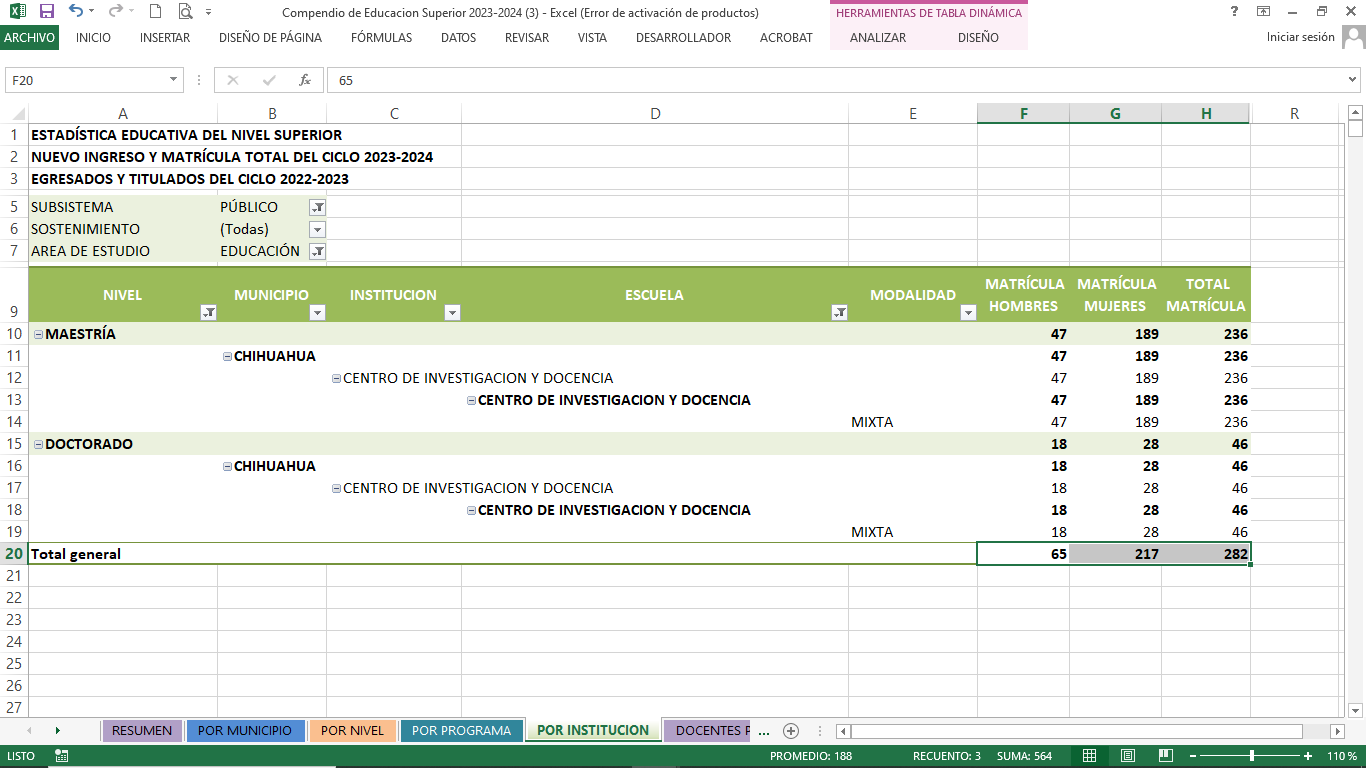 Compendio de Educacion Superior 2023-2024 (3) - Excel (Error de activación de productos)
HERRAMIENTAS DE TABLA DINÁMICA
?
ARCHIVO INICIO INSERTAR DISEÑO DE PÁGINA FÓRMULAS DATOS REVISAR VISTA DESARROLLADOR ACROBAT ANALIZAR DISEÑO Iniciar sesión
F20 fx 65
A B C D E F G H R
1 ESTADÍSTICA EDUCATIVA DEL NIVEL SUPERIOR
2 NUEVO INGRESO Y MATRÍCULA TOTAL DEL CICLO 2023-2024
3 EGRESADOS Y TITULADOS DEL CICLO 2022-2023
5 SUBSISTEMA PÚBLICO
6 SOSTENIMIENTO (Todas)
7 AREA DE ESTUDIO EDUCACIÓN
9 NIVEL MUNICIPIO INSTITUCION ESCUELA MODALIDAD MATRÍCULA HOMBRES MATRÍCULA MUJERES TOTAL MATRÍCULA
10 MAESTRÍA 47 189 236
11 CHIHUAHUA 47 189 236
12 CENTRO DE INVESTIGACION Y DOCENCIA 47 189 236
13 CENTRO DE INVESTIGACION Y DOCENCIA 47 189 236
14 MIXTA 47 189 236
15 DOCTORADO 18 28 46
16 CHIHUAHUA 18 28 46
17 CENTRO DE INVESTIGACION Y DOCENCIA 18 28 46
18 CENTRO DE INVESTIGACION Y DOCENCIA 18 28 46
19 MIXTA 18 28 46
20 Total general 65 217 282
21
22
23
24
25
26
27
RESUMEN POR MUNICIPIO POR NIVEL POR PROGRAMA POR INSTITUCION DOCENTES P ...
LISTO PROMEDIO: 188 RECUENTO: 3 SUMA: 564 110 %